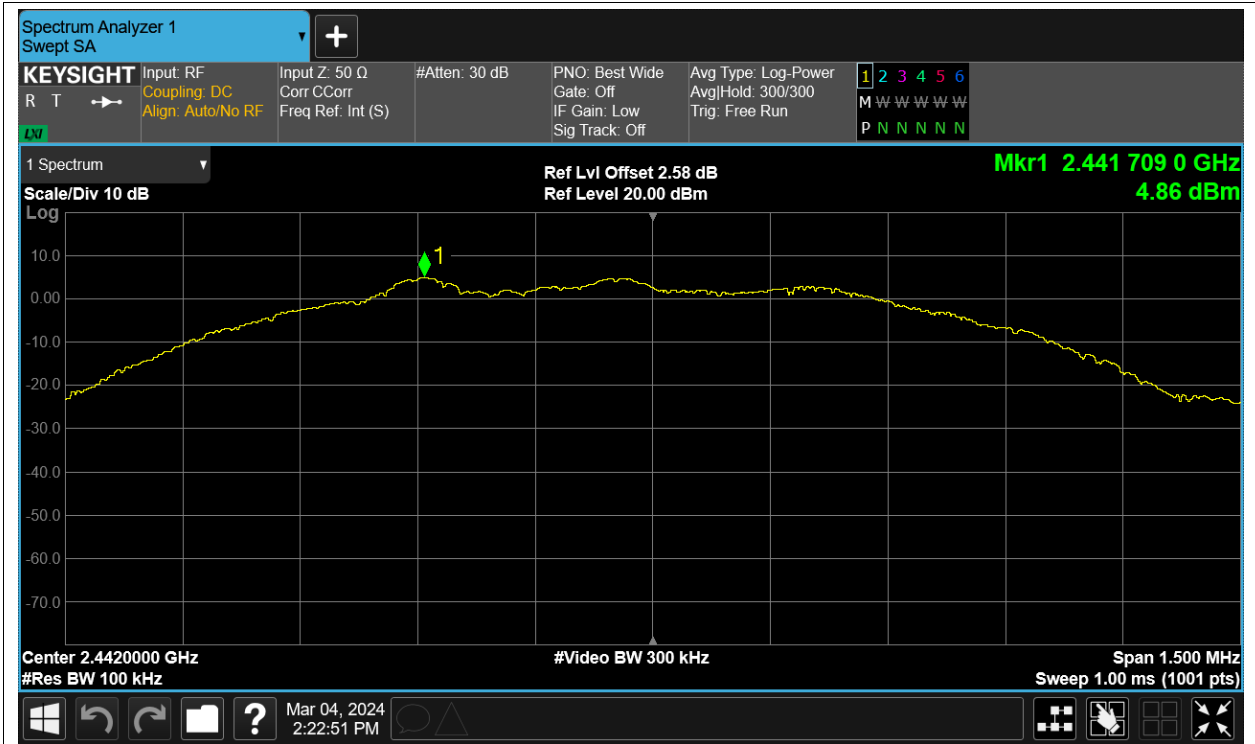 Spectrum Analyzer 1
Swept SA
KEYSIGHT
R T
LXI
Input: RF
Coupling: DC
Align: Auto/No RF
Input Z: 50 Ω
Corr CCorr
Freq Ref: Int (S)
#Atten: 30 dB
PNO: Best Wide
Gate: Off
IF Gain: Low
Sig Track: Off
Avg Type: Log-Power
Avg|Hold: 300/300
Trig: Free Run
1 2 3 4 5 6
M W W W W W
P N N N N N
1 Spectrum
Scale/Div 10 dB
Log
Ref Lvl Offset 2.58 dB
Ref Level 20.00 dBm
Mkr1 2.441 709 0 GHz
4.86 dBm
1
10.0
0.00
-10.0
-20.0
-30.0
-40.0
-50.0
-60.0
-70.0
Center 2.4420000 GHz
#Res BW 100 kHz
#Video BW 300 kHz
Span 1.500 MHz
Sweep 1.00 ms (1001 pts)
?
Mar 04, 2024
2:22:51 PM